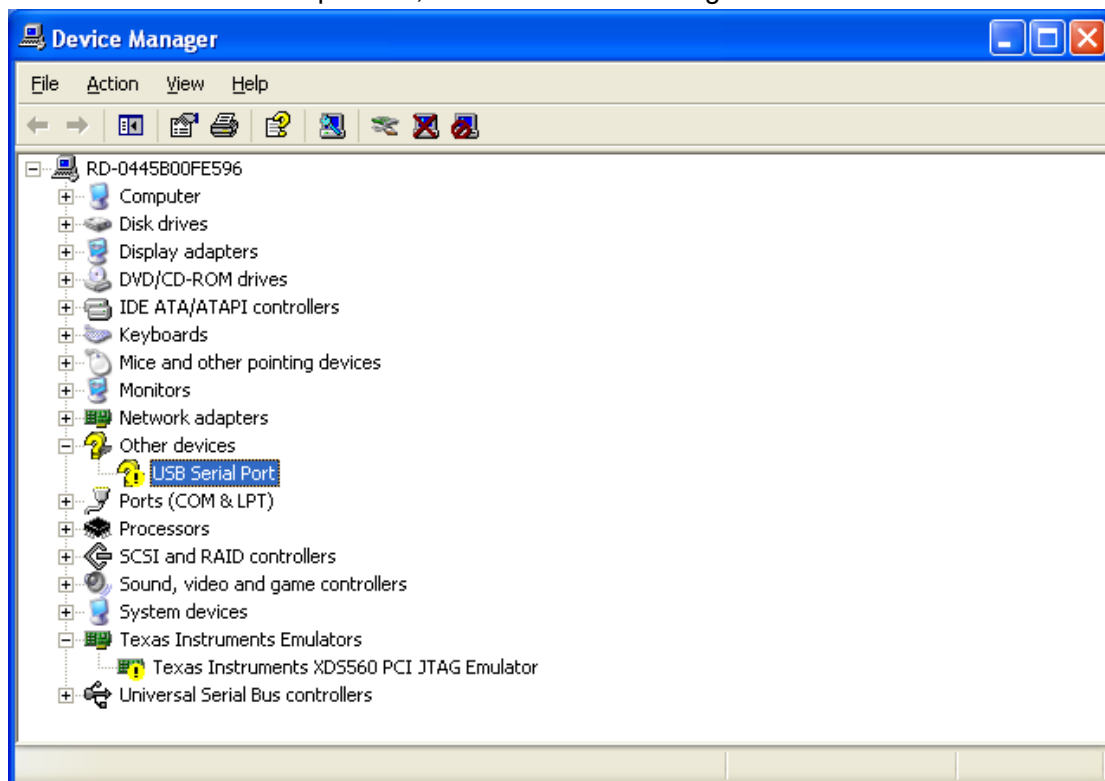 Device Manager
File Action View Help
RD-0445B00FE596
Computer
Disk drives
Display adapters
DVD/CD-ROM drives
IDE ATA/ATAPI controllers
Keyboards
Mice and other pointing devices
Monitors
Network adapters
Other devices
USB Serial Port
Ports (COM & LPT)
Processors
SCSI and RAID controllers
Sound, video and game controllers
System devices
Texas Instruments Emulators
Texas Instruments XDS560 PCI JTAG Emulator
Universal Serial Bus controllers